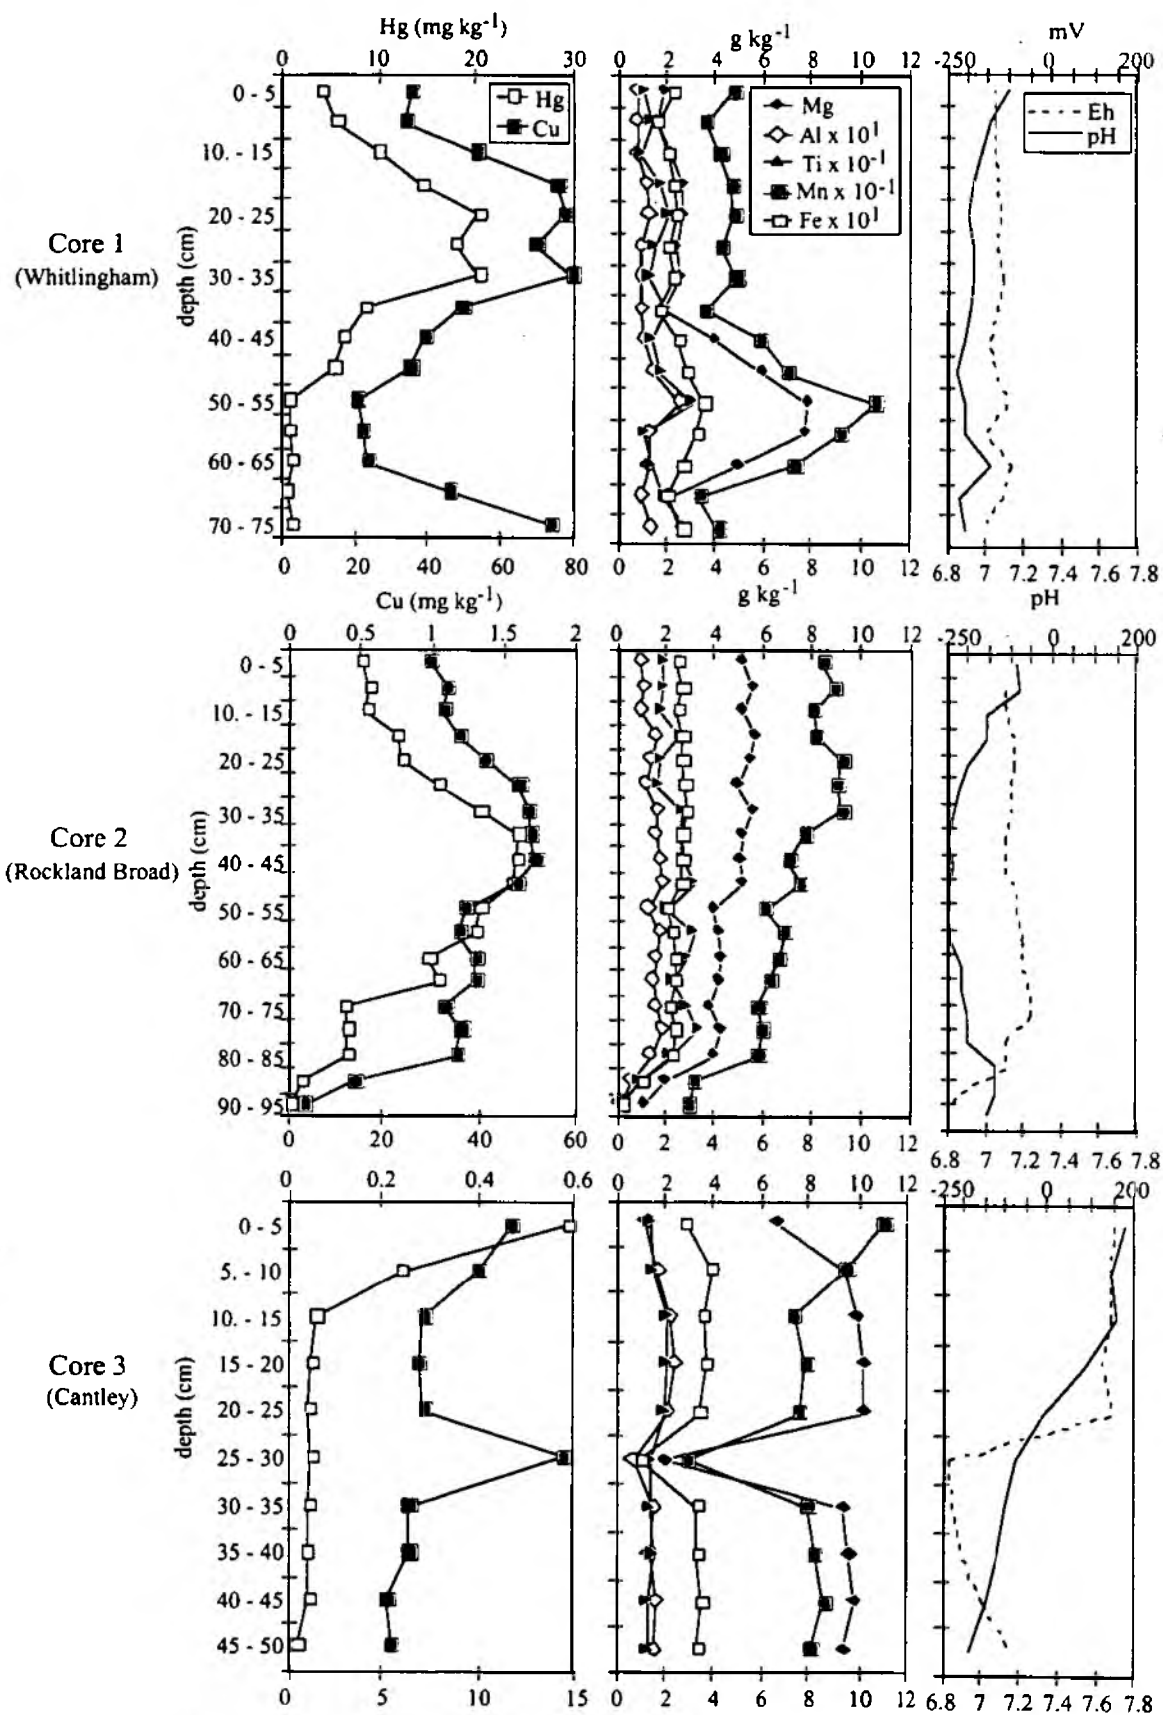 Hg (mg kg-1)
g kg-1
mV
0 10 20 30
0 2 4 6 8 10 12
-250 0 200
Hg
Cu
Mg
Al x 10^1
Ti x 10^-1
Mn x 10^-1
Fe x 10^1
Eh
pH
Core 1
(Whitlingham)
depth (cm)
0 - 5
10. - 15
20 - 25
30 - 35
40 - 45
50 - 55
60 - 65
70 - 75
0 20 40 60 80
0 2 4 6 8 10 12
6.8 7 7.2 7.4 7.6 7.8
Cu (mg kg-1)
g kg-1
pH
0 0.5 1 1.5 2
0 2 4 6 8 10 12
-250 0 200
Core 2
(Rockland Broad)
depth (cm)
0 - 5
10. - 15
20 - 25
30 - 35
40 - 45
50 - 55
60 - 65
70 - 75
80 - 85
90 - 95
0 20 40 60
0 2 4 6 8 10 12
6.8 7 7.2 7.4 7.6 7.8
0 0.2 0.4 0.6
0 2 4 6 8 10 12
-250 0 200
Core 3
(Cantley)
depth (cm)
0 - 5
5. - 10
10. - 15
15 - 20
20 - 25
25 - 30
30 - 35
35 - 40
40 - 45
45 - 50
0 5 10 15
0 2 4 6 8 10 12
6.8 7 7.2 7.4 7.6 7.8